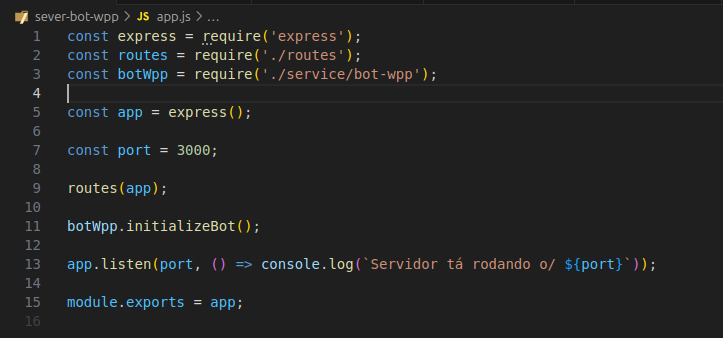 sever-bot-wpp > JS app.js > ...
1 const express = require('express');
2 const routes = require('./routes');
3 const botWpp = require('./service/bot-wpp');
4
5 const app = express();
6
7 const port = 3000;
8
9 routes(app);
10
11 botWpp.initializeBot();
12
13 app.listen(port, () => console.log(`Servidor tá rodando o/ ${port}`));
14
15 module.exports = app;
16